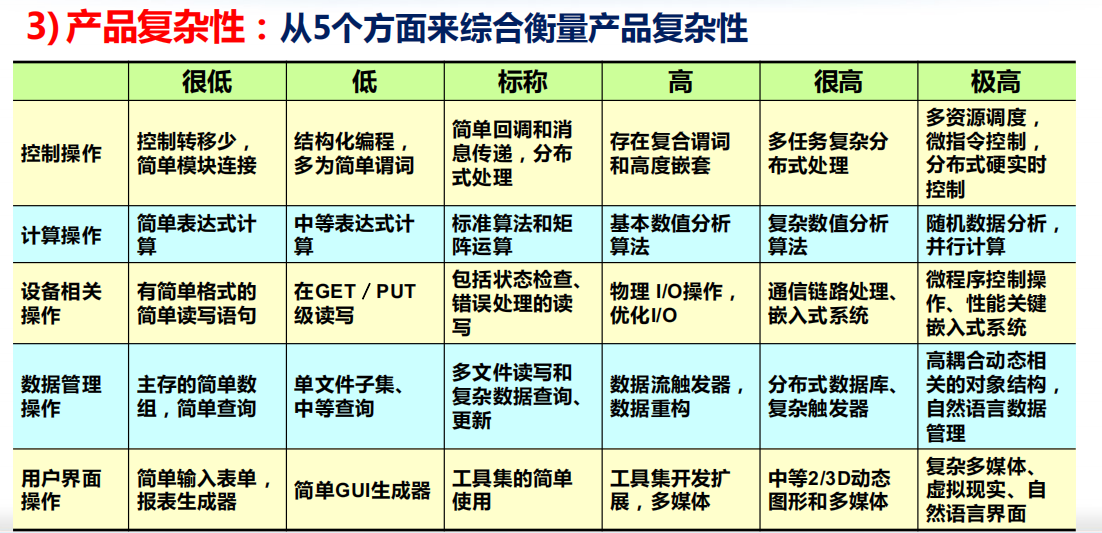 3) 产品复杂性：从5个方面来综合衡量产品复杂性
很低 低 标称 高 很高 极高
控制操作
控制转移少，
简单模块连接
结构化编程，
多为简单谓词
简单回调和消
息传递，分布
式处理
存在复合谓词
和高度嵌套
多任务复杂分
布式处理
多资源调度，
微指令控制，
分布式硬实时
控制
计算操作
简单表达式计
算
中等表达式计
算
标准算法和矩
阵运算
基本数值分析
算法
复杂数值分析
算法
随机数据分析，
并行计算
设备相关
操作
有简单格式的
简单读写语句
在GET／PUT
级读写
包括状态检查、
错误处理的读
写
物理 I/O操作，
优化I/O
通信链路处理、
嵌入式系统
微程序控制操
作、性能关键
嵌入式系统
数据管理
操作
主存的简单数
组，简单查询
单文件子集、
中等查询
多文件读写和
复杂数据查询、
更新
数据流触发器，
数据重构
分布式数据库、
复杂触发器
高耦合动态相
关的对象结构，
自然语言数据
管理
用户界面
操作
简单输入表单，
报表生成器
简单GUI生成器
工具集的简单
使用
工具集开发扩
展，多媒体
中等2/3D动态
图形和多媒体
复杂多媒体、
虚拟现实、自
然语言界面